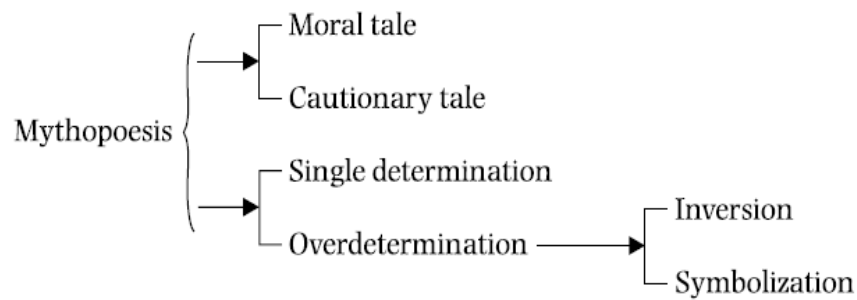 Moral tale
Cautionary tale
Mythopoesis
Single determination
Inversion
Overdetermination
Symbolization